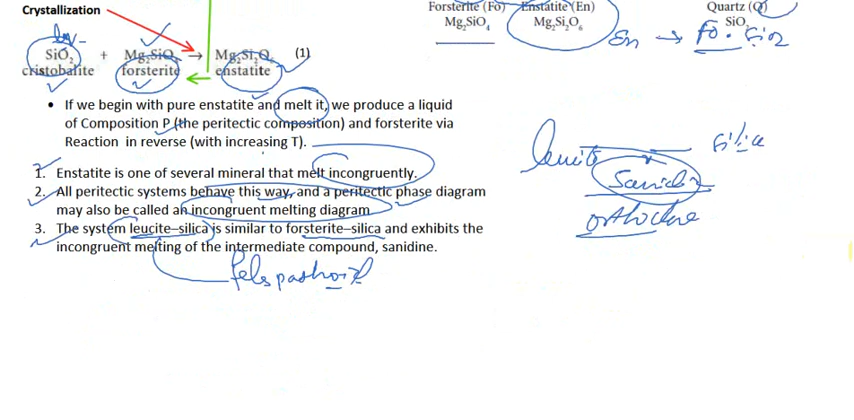 Forsterite (Fo) Enstatite (En) Quartz (Q)
Mg₂SiO₄ Mg₂Si₂O₆ SiO₂
En → Fo. SiO2
Crystallization
SiO₂ + Mg₂SiO₄ → Mg₂Si₂O₆ (1)
cristobalite forsterite enstatite
• If we begin with pure enstatite and melt it, we produce a liquid
of Composition P (the peritectic composition) and forsterite via
Reaction in reverse (with increasing T).
1. Enstatite is one of several mineral that melt incongruently.
2. All peritectic systems behave this way, and a peritectic phase diagram
may also be called an incongruent melting diagram.
3. The system leucite–silica is similar to forsterite–silica and exhibits the
incongruent melting of the intermediate compound, sanidine.
Silica
orthoclase